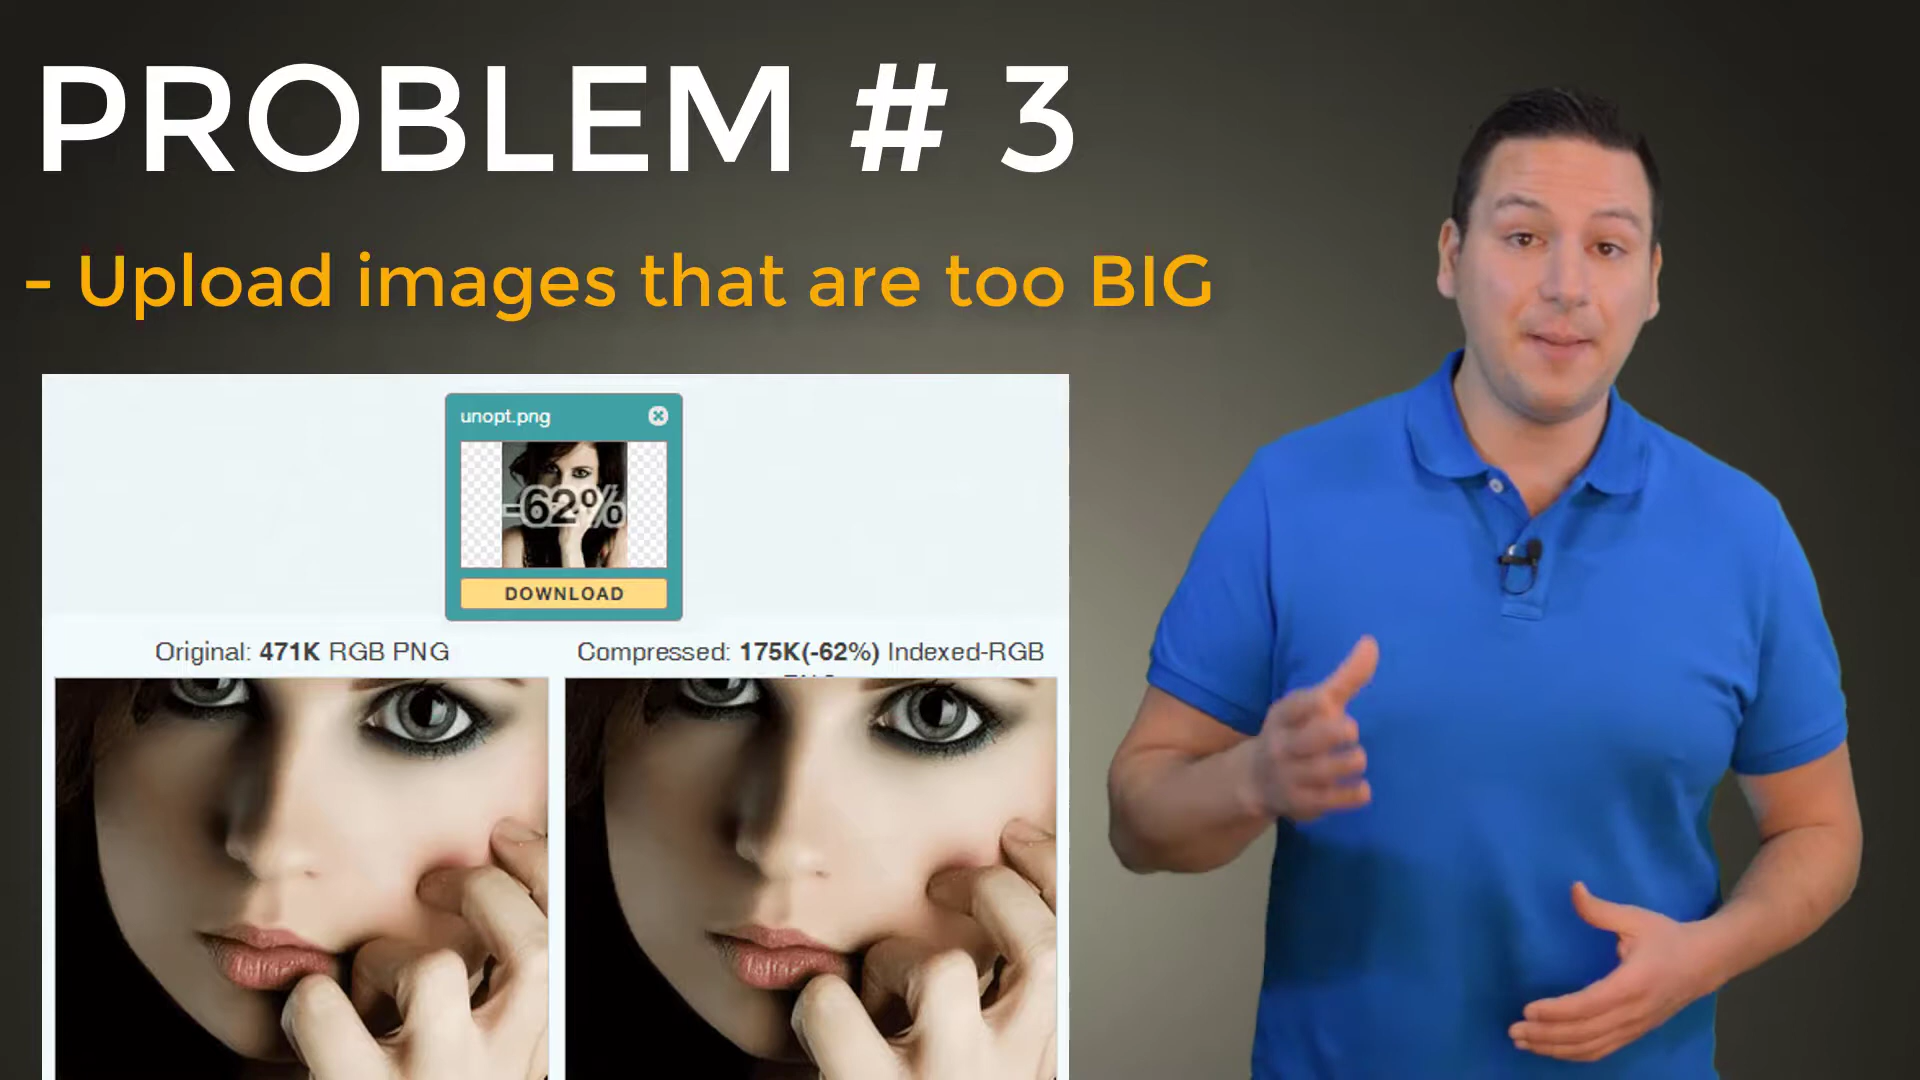 PROBLEM # 3
- Upload images that are too BIG
unopt.png
-62%
DOWNLOAD
Original: 471K RGB PNG
Compressed: 175K(-62%) Indexed-RGB